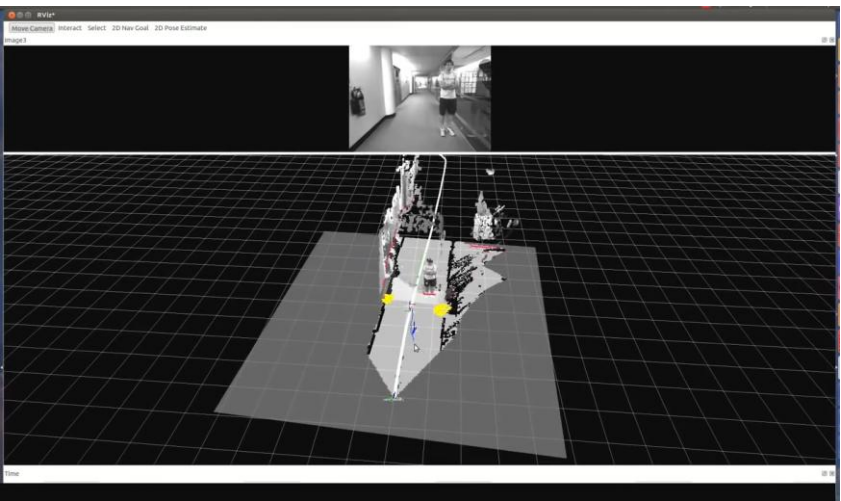 RViz*
Move Camera Interact Select 2D Nav Goal 2D Pose Estimate
Image3
Time